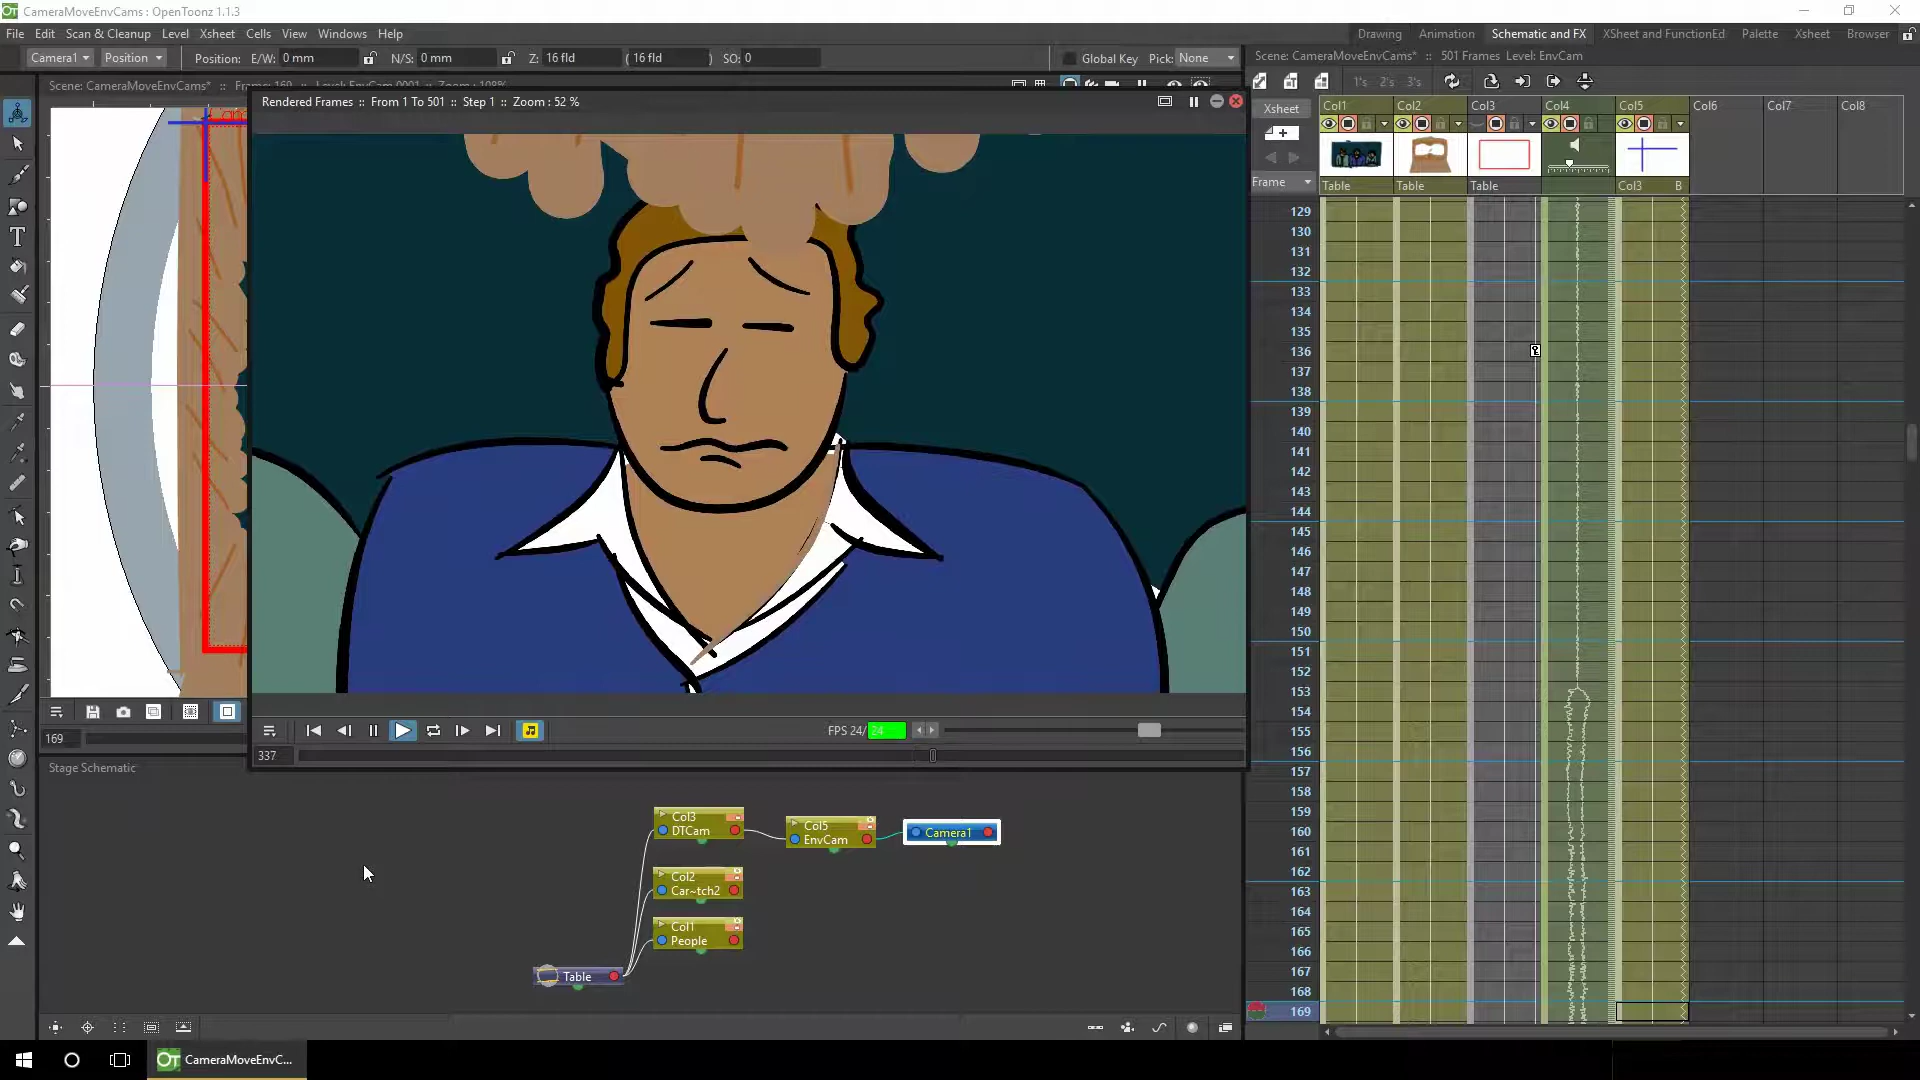 CameraMoveEnvCams : OpenToonz 1.1.3
File Edit Scan & Cleanup Level Xsheet Cells View Windows Help
Drawing Animation Schematic and FX XSheet and FunctionEd Palette Xsheet Browser
Camera1 Position Position: E/W: 0 mm N/S: 0 mm Z: 16 fld ( 16 fld ) SO: 0 Global Key Pick: None
Scene: CameraMoveEnvCams* :: 501 Frames Level: EnvCam
1's 2's 3's
Rendered Frames :: From 1 To 501 :: Step 1 :: Zoom : 52 %
Xsheet
Col1 Col2 Col3 Col4 Col5 Col6 Col7 Col8
Frame
Table Table Table Col3 B
129
130
131
132
133
134
135
136
137
138
139
140
141
142
143
144
145
146
147
148
149
150
151
152
153
154
155
156
157
158
159
160
161
162
163
164
165
166
167
168
169
FPS 24/ 24
169
337
Stage Schematic
Col3
DTCam
Col5
EnvCam
Camera1
Col2
Car~tch2
Col1
People
Table
OT CameraMoveEnvC...